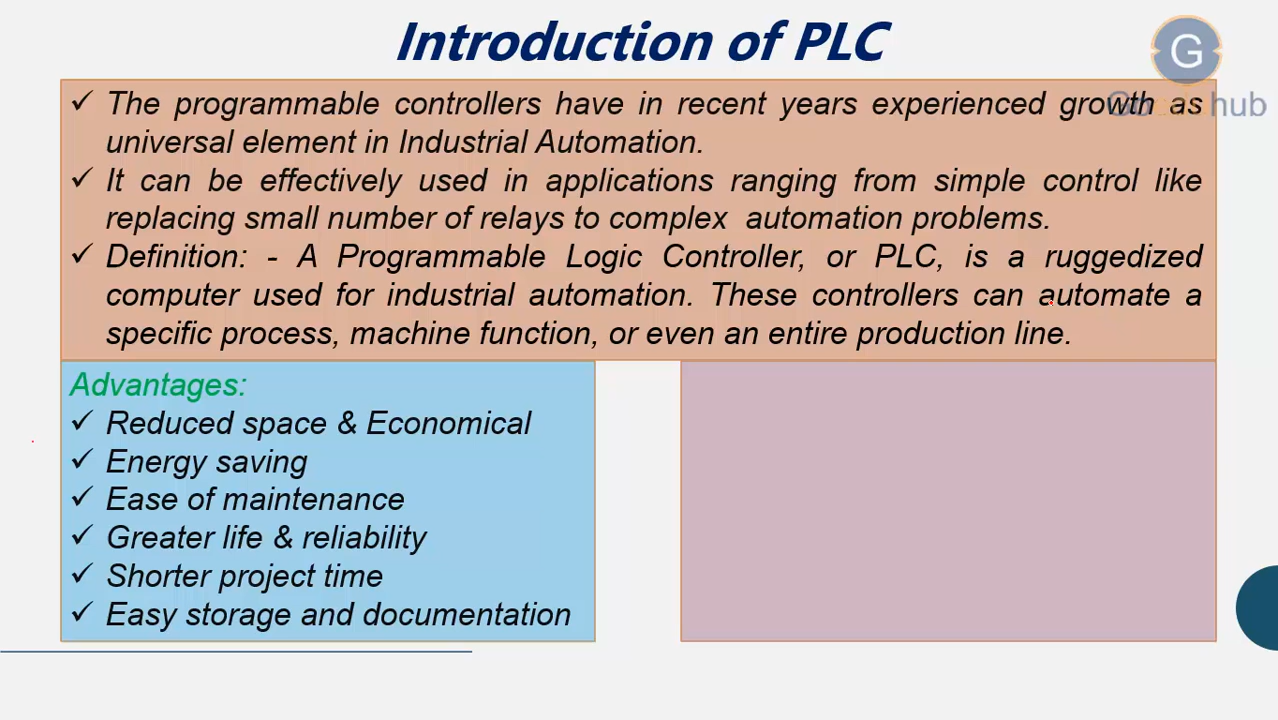 Introduction of PLC
G
hub
✓ The programmable controllers have in recent years experienced growth as
universal element in Industrial Automation.
✓ It can be effectively used in applications ranging from simple control like
replacing small number of relays to complex automation problems.
✓ Definition: - A Programmable Logic Controller, or PLC, is a ruggedized
computer used for industrial automation. These controllers can automate a
specific process, machine function, or even an entire production line.
Advantages:
✓ Reduced space & Economical
✓ Energy saving
✓ Ease of maintenance
✓ Greater life & reliability
✓ Shorter project time
✓ Easy storage and documentation